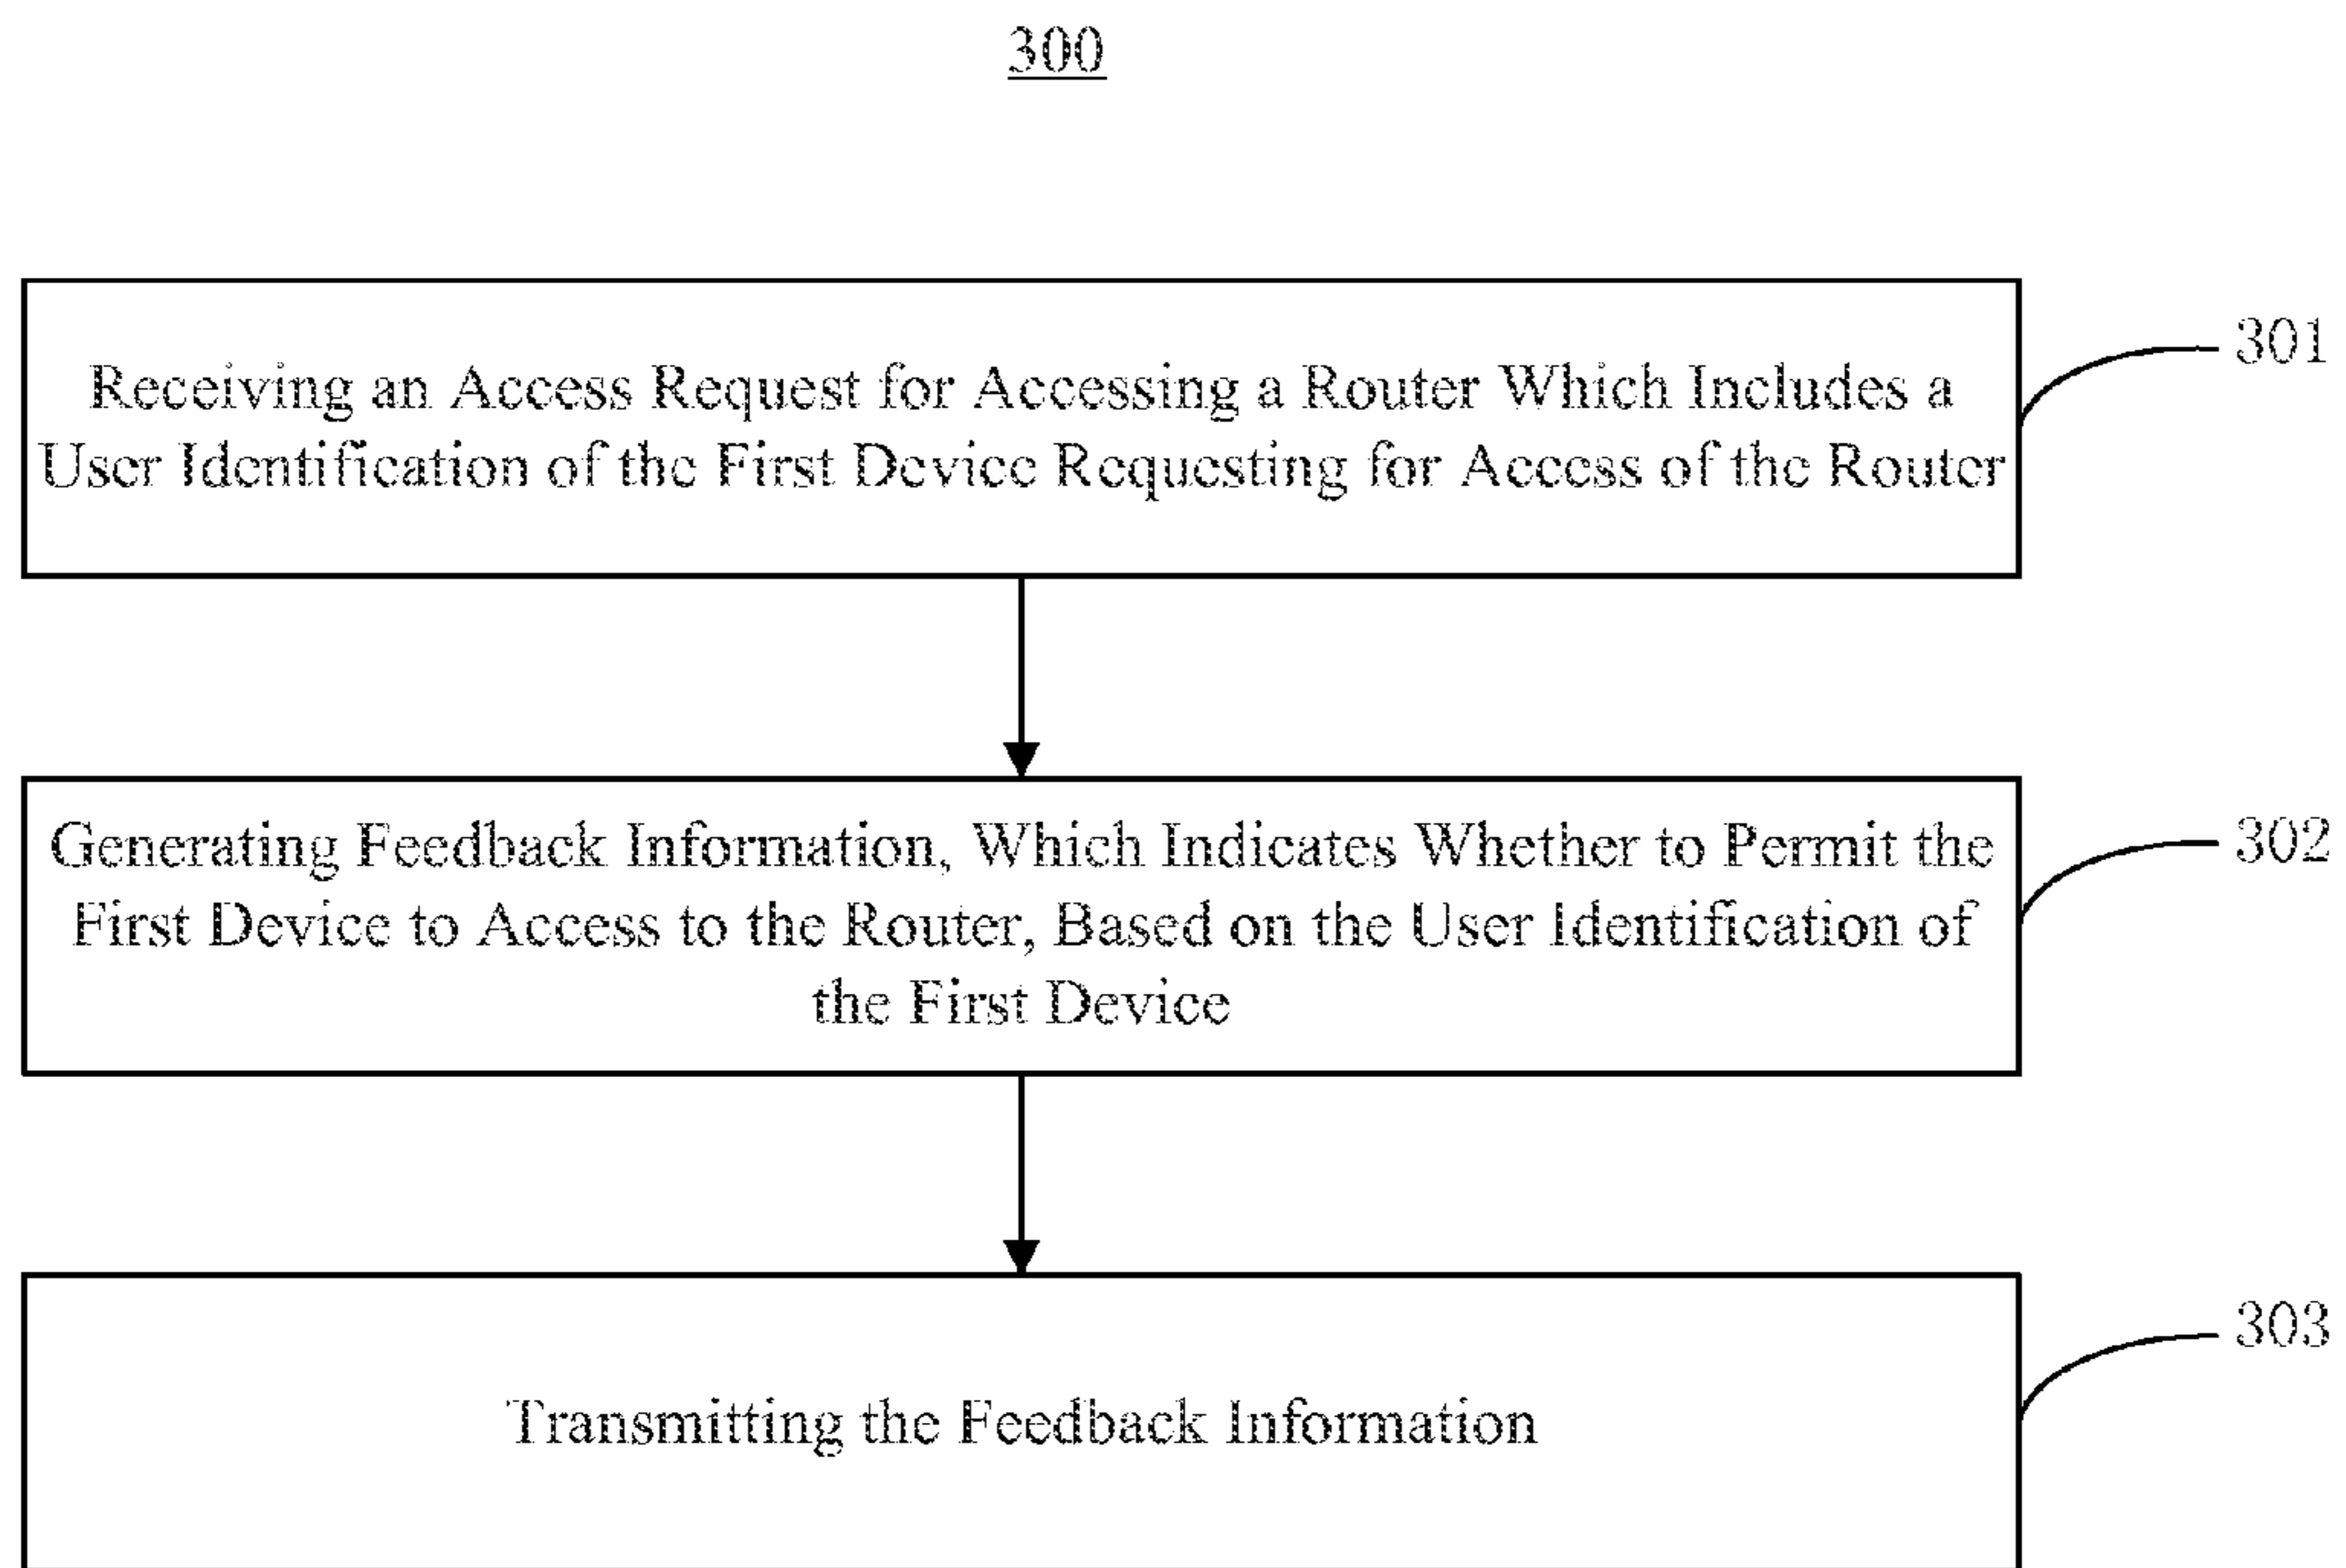 300
Receiving an Access Request for Accessing a Router Which Includes a
User Identification of the First Device Requesting for Access of the Router
301
Generating Feedback Information, Which Indicates Whether to Permit the
First Device to Access to the Router, Based on the User Identification of
the First Device
302
Transmitting the Feedback Information
303